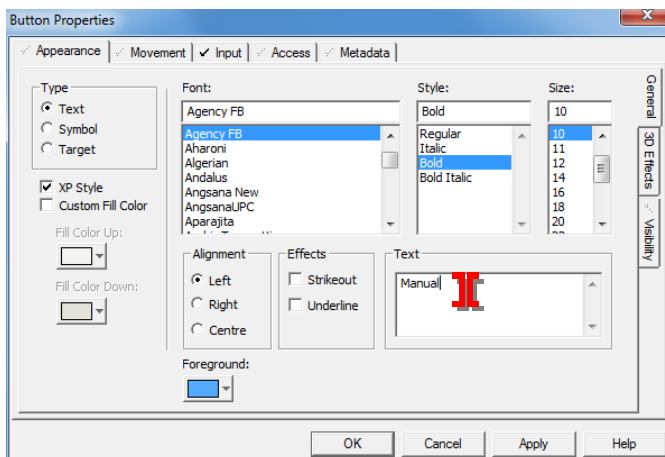 Button Properties
Appearance Movement Input Access Metadata
General
3D Effects
Visibility
Type
Text
Symbol
Target
XP Style
Custom Fill Color
Fill Color Up:
Fill Color Down:
Font:
Agency FB
Agency FB
Aharoni
Algerian
Andalus
Angsana New
AngsanaUPC
Aparajita
Style:
Bold
Regular
Italic
Bold
Bold Italic
Size:
10
10
11
12
14
16
18
20
Alignment
Left
Right
Centre
Effects
Strikeout
Underline
Text
Manual
Foreground:
OK Cancel Apply Help